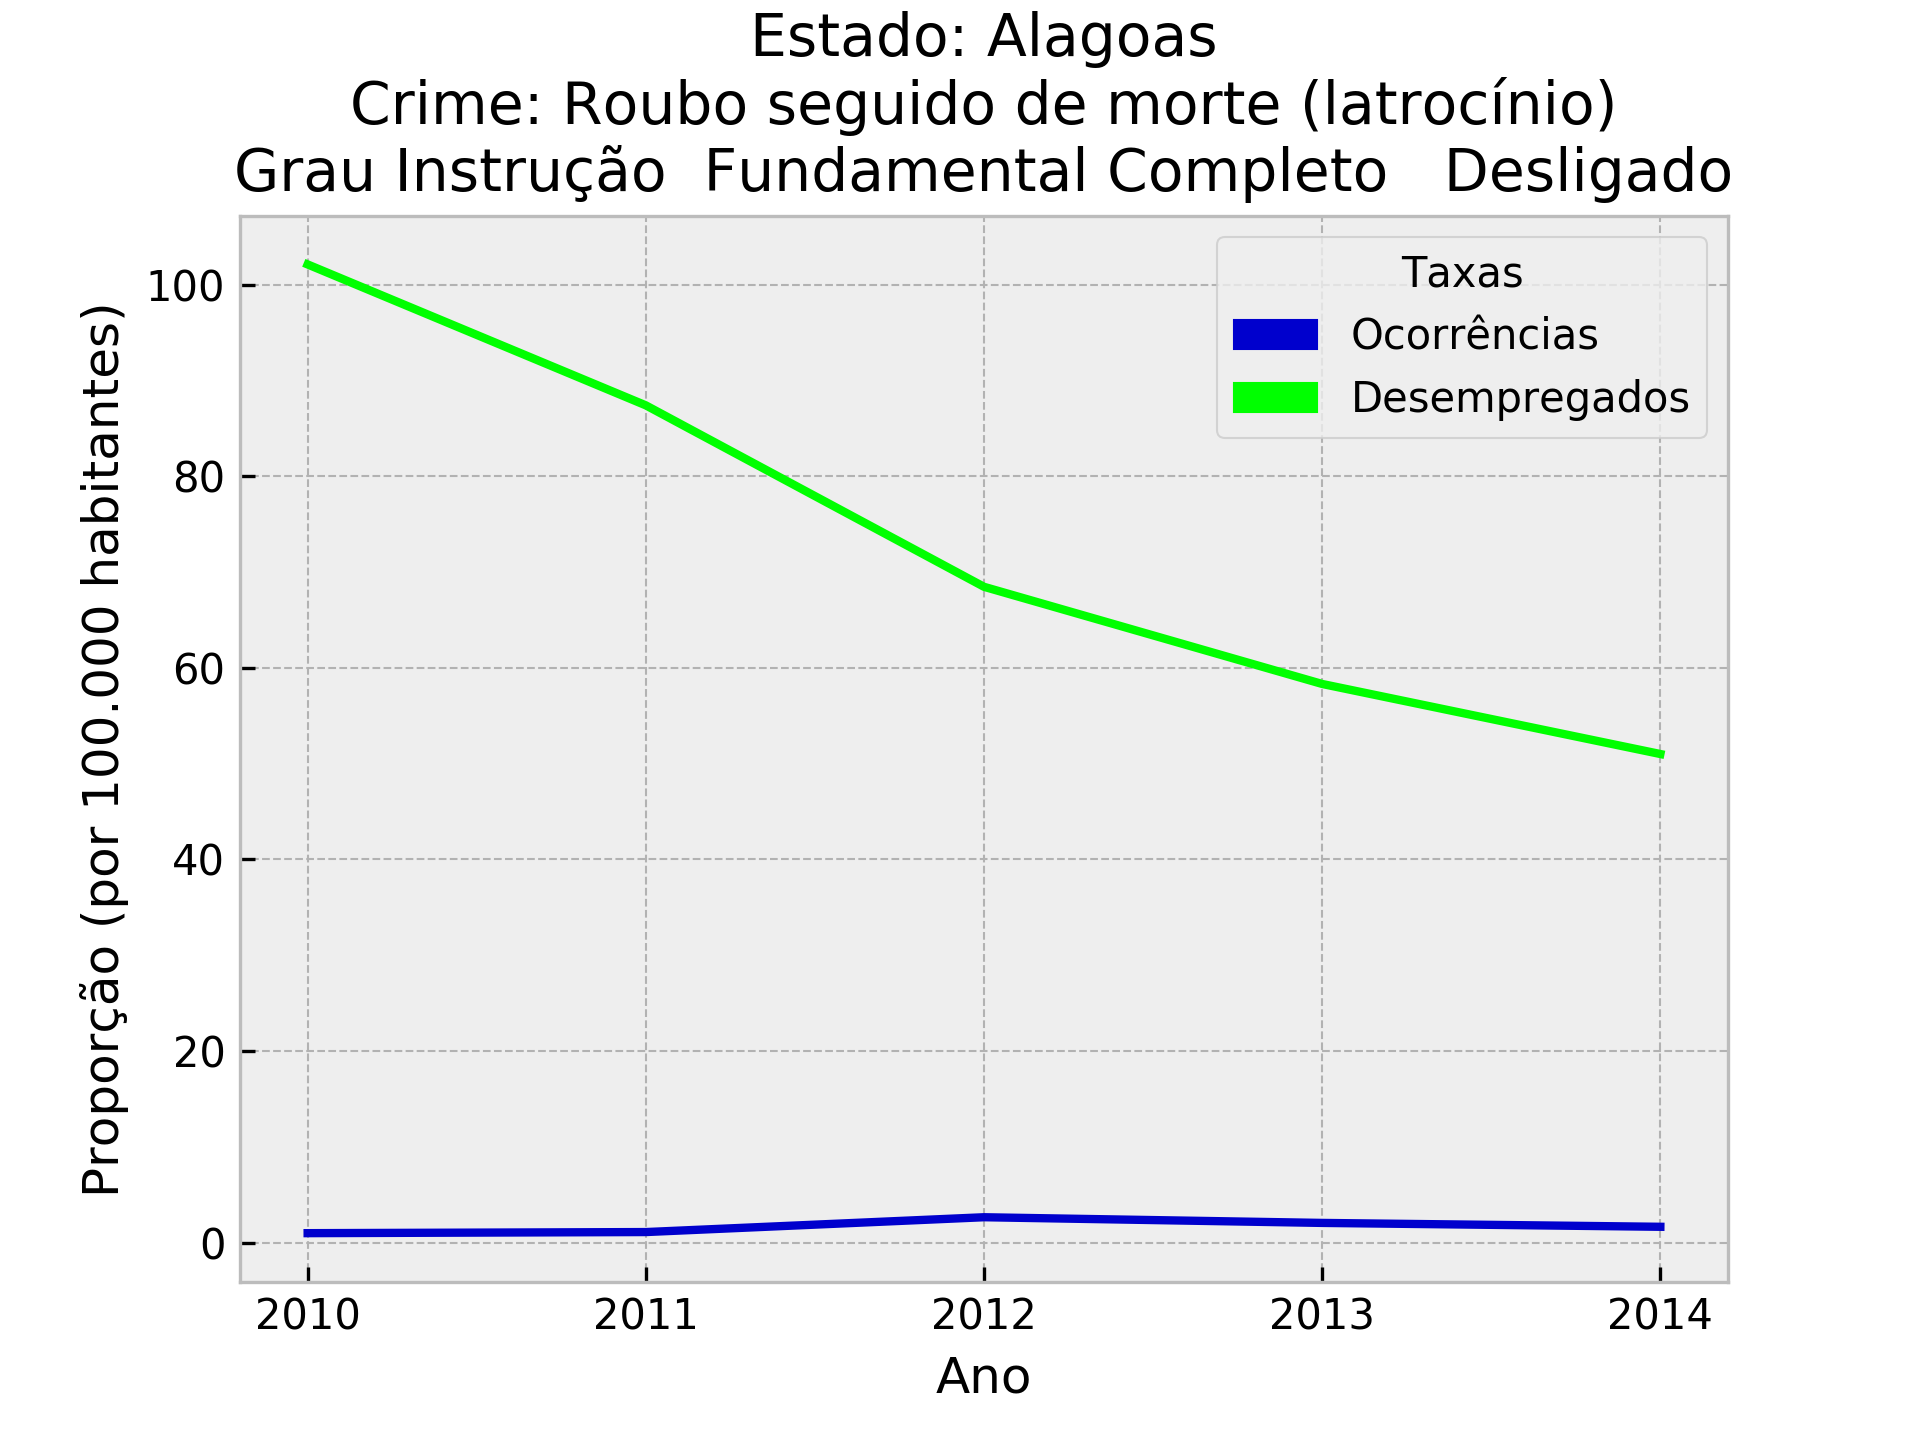 Estado: Alagoas
Crime: Roubo seguido de morte (latrocínio)
Grau Instrução  Fundamental Completo   Desligado
Taxas
Ocorrências
Desempregados
Proporção (por 100.000 habitantes)
100
80
60
40
20
0
2010 2011 2012 2013 2014
Ano